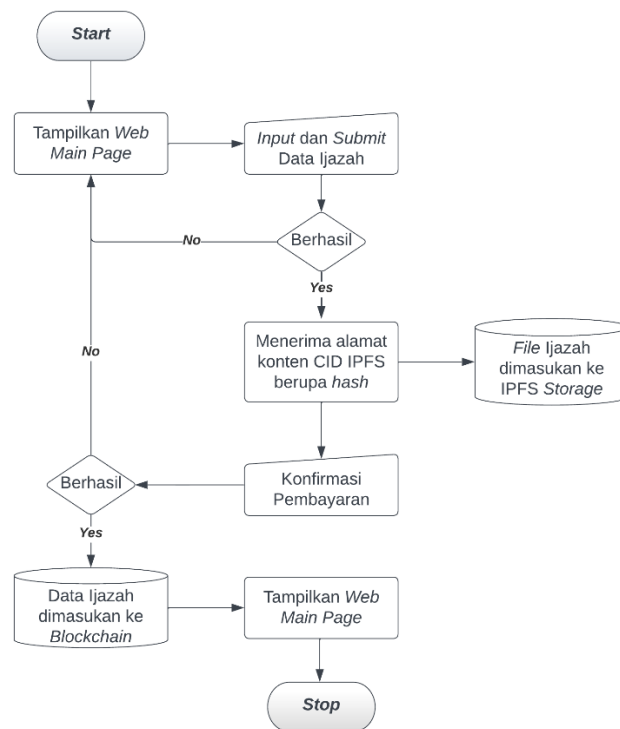 Start
Tampilkan Web
Main Page
Input dan Submit
Data Ijazah
Berhasil
No
Yes
Menerima alamat
konten CID IPFS
berupa hash
File Ijazah
dimasukan ke
IPFS Storage
No
Konfirmasi
Pembayaran
Berhasil
Yes
Data Ijazah
dimasukan ke
Blockchain
Tampilkan Web
Main Page
Stop